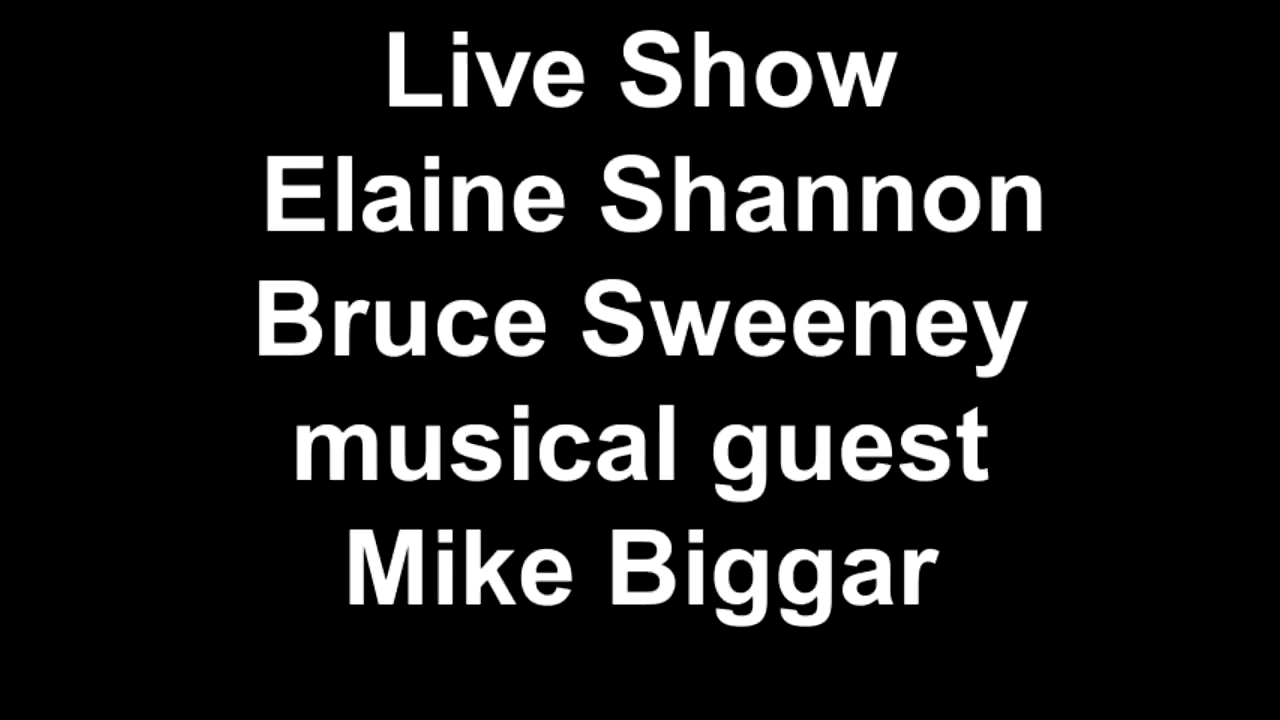 Live Show
Elaine Shannon
Bruce Sweeney
musical guest
Mike Biggar